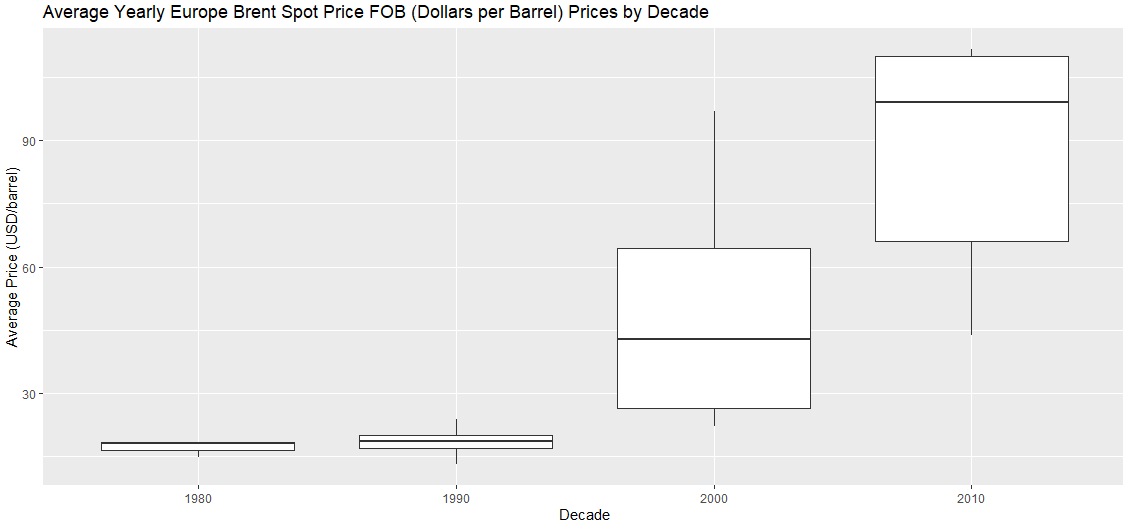 Average Yearly Europe Brent Spot Price FOB (Dollars per Barrel) Prices by Decade
Average Price (USD/barrel)
90
60
30
1980 1990 2000 2010
Decade